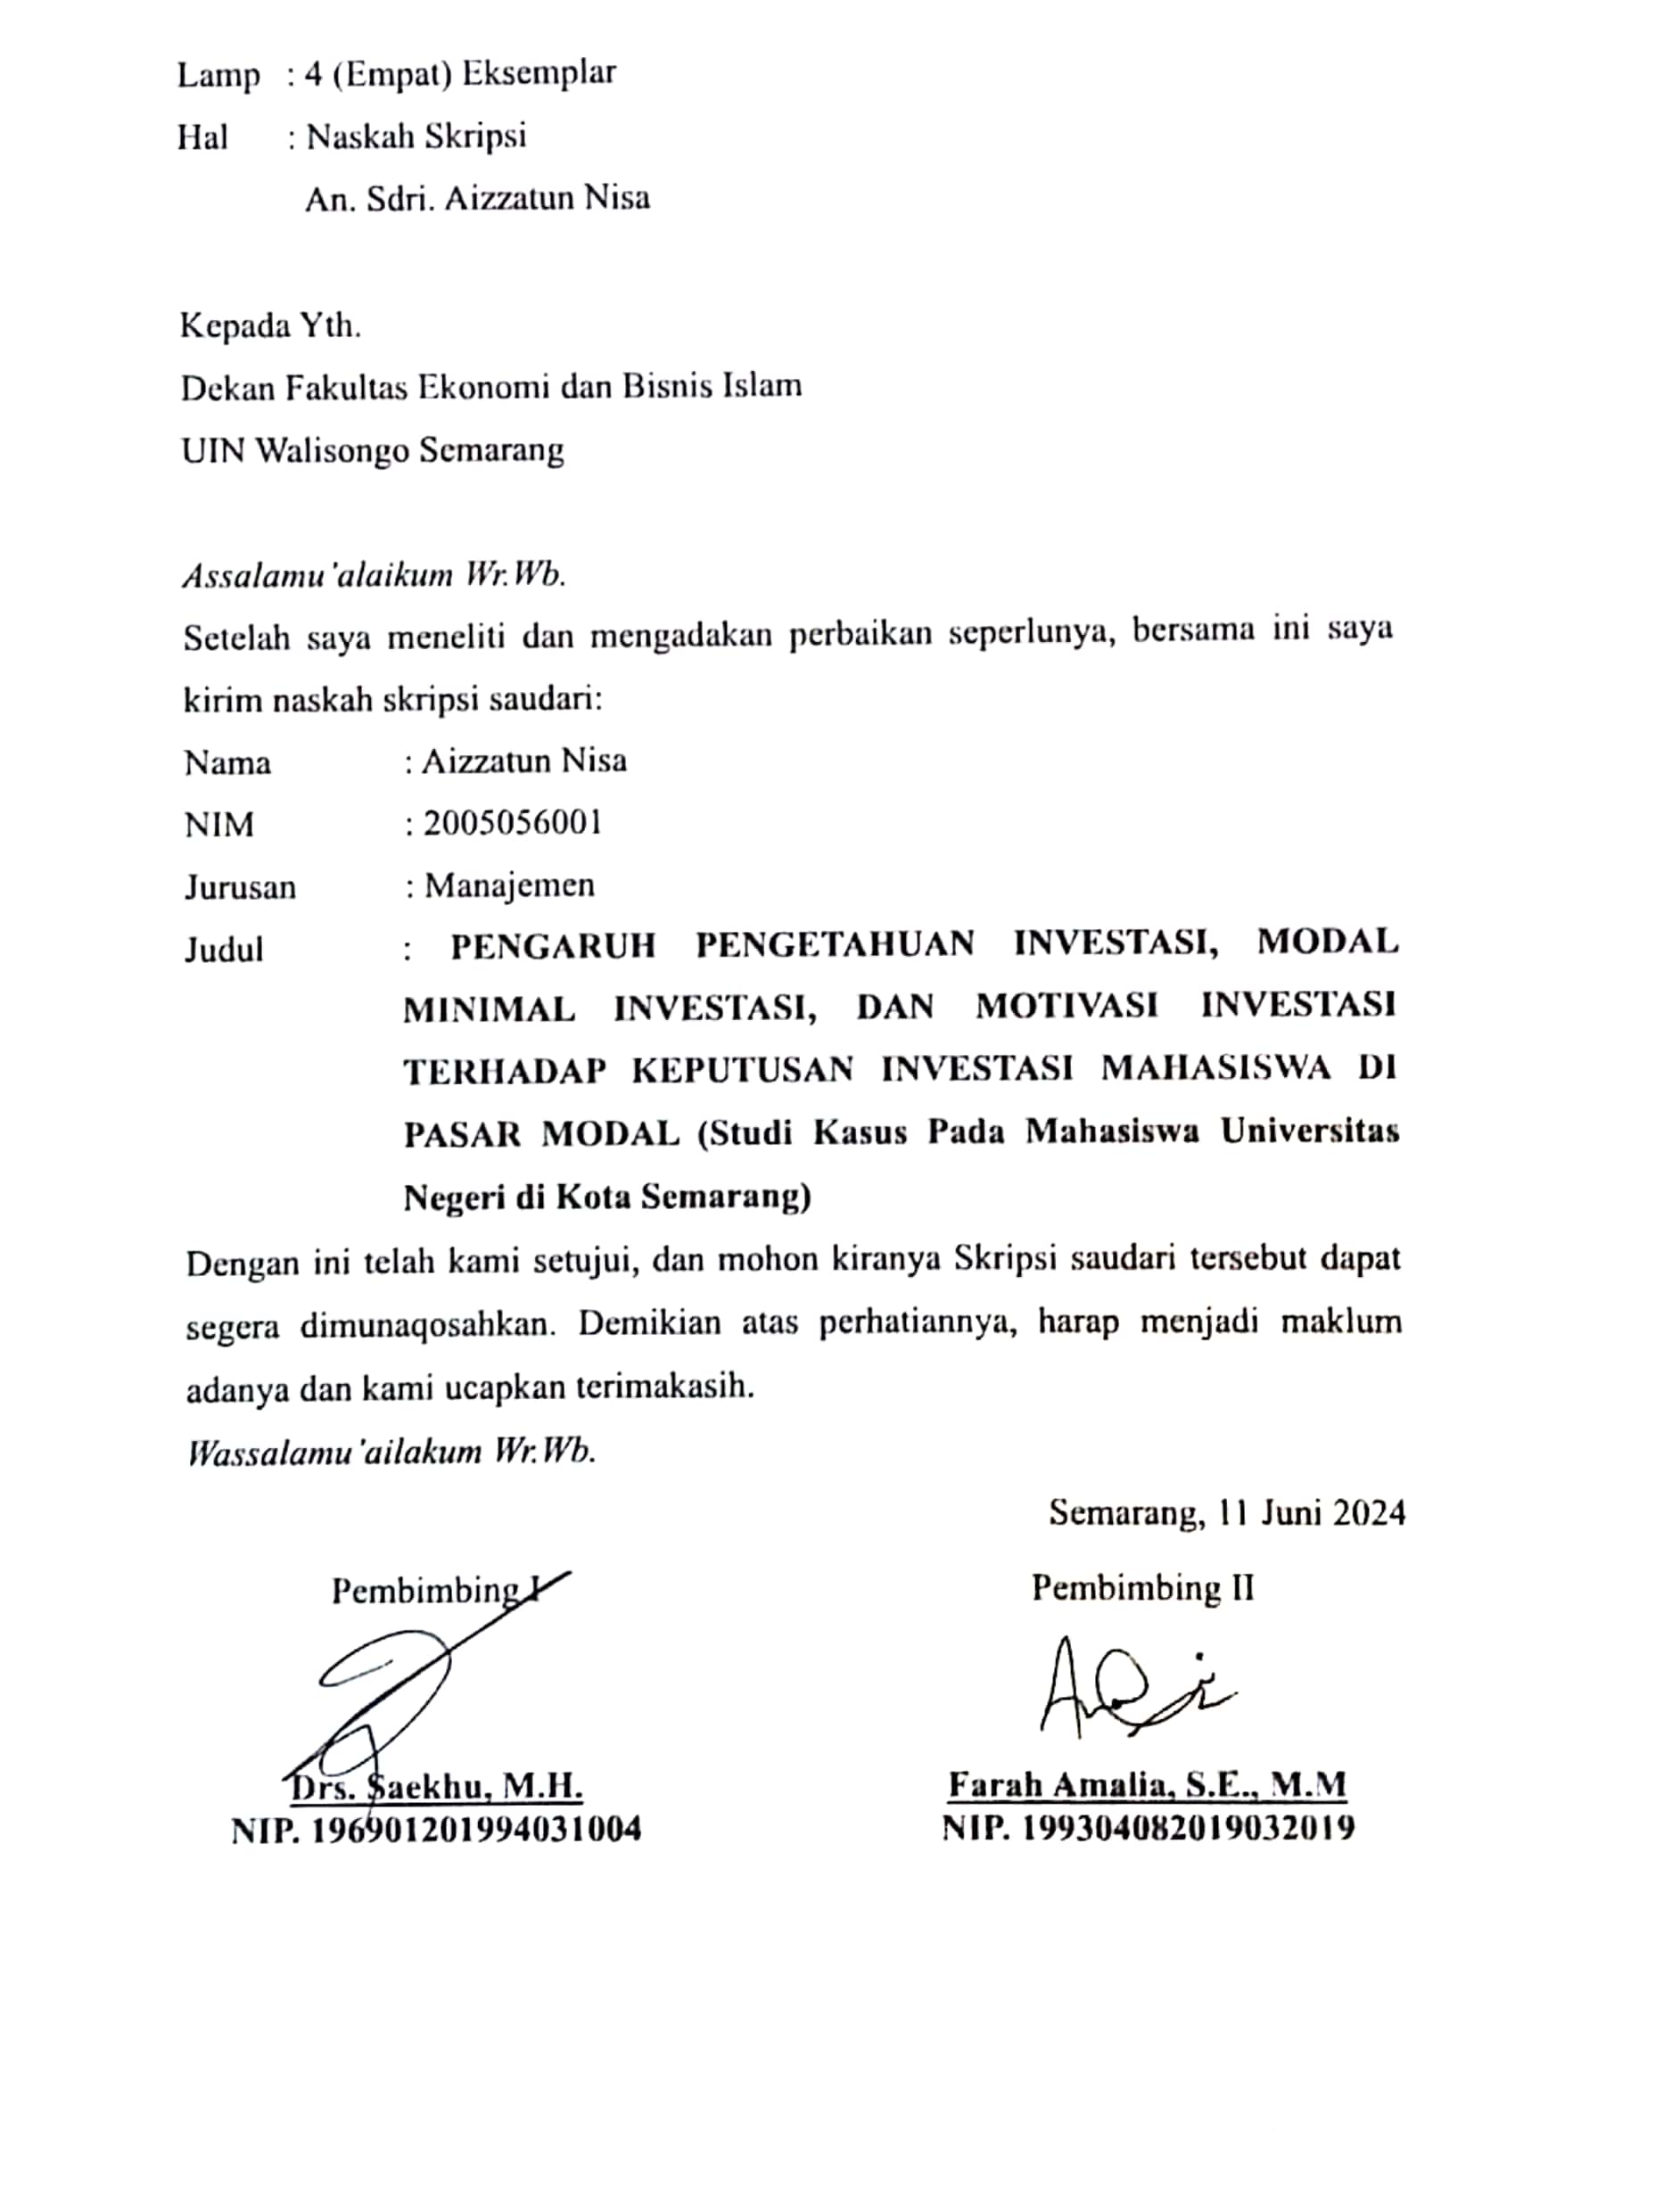 Lamp : 4 (Empat) Eksemplar
Hal : Naskah Skripsi
An. Sdri. Aizzatun Nisa
Kepada Yth.
Dekan Fakultas Ekonomi dan Bisnis Islam
UIN Walisongo Semarang
Assalamu'alaikum Wr.Wb.
Setelah saya meneliti dan mengadakan perbaikan seperlunya, bersama ini saya
kirim naskah skripsi saudari:
Nama : Aizzatun Nisa
NIM : 2005056001
Jurusan : Manajemen
Judul : PENGARUH PENGETAHUAN INVESTASI, MODAL
MINIMAL INVESTASI, DAN MOTIVASI INVESTASI
TERHADAP KEPUTUSAN INVESTASI MAHASISWA DI
PASAR MODAL (Studi Kasus Pada Mahasiswa Universitas
Negeri di Kota Semarang)
Dengan ini telah kami setujui, dan mohon kiranya Skripsi saudari tersebut dapat
segera dimunaqosahkan. Demikian atas perhatiannya, harap menjadi maklum
adanya dan kami ucapkan terimakasih.
Wassalamu'ailakum Wr.Wb.
Semarang, 11 Juni 2024
Pembimbing I Pembimbing II
Drs. Saekhu, M.H. Farah Amalia, S.E., M.M
NIP. 196901201994031004 NIP. 199304082019032019